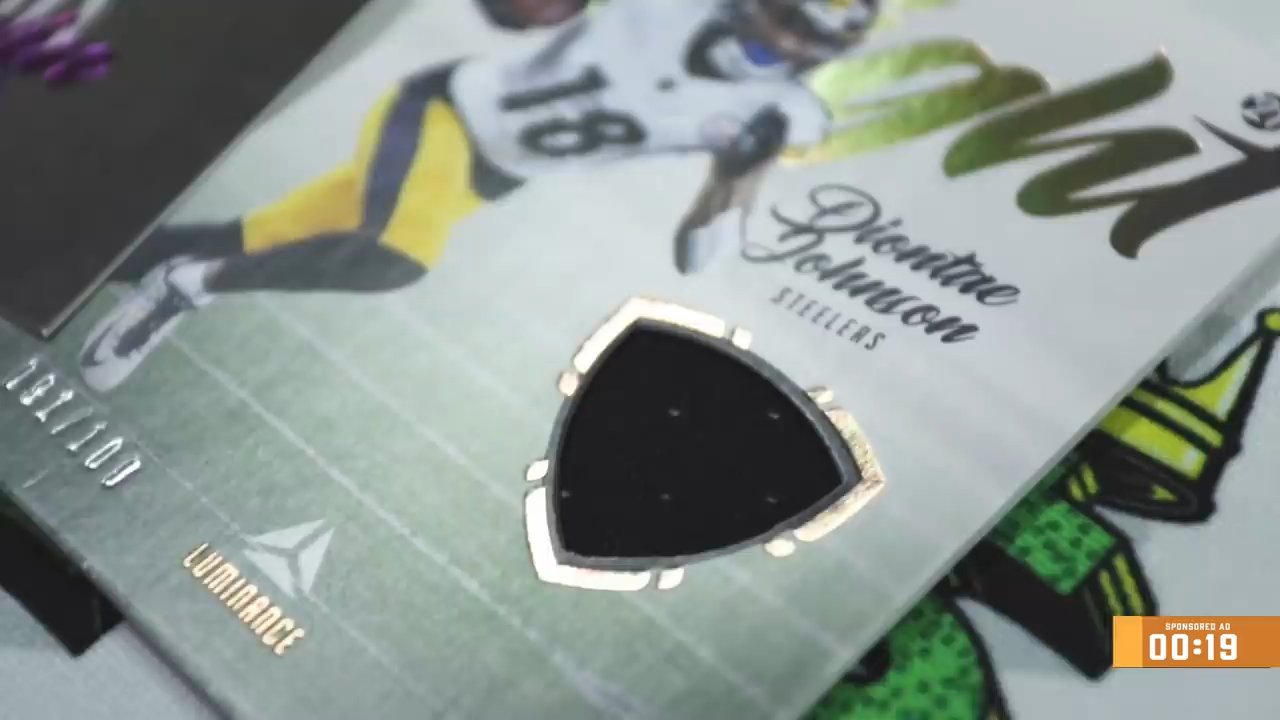 18
Diontae
Johnson
STEELERS
LUMINANCE
SPONSORED AD
00:19